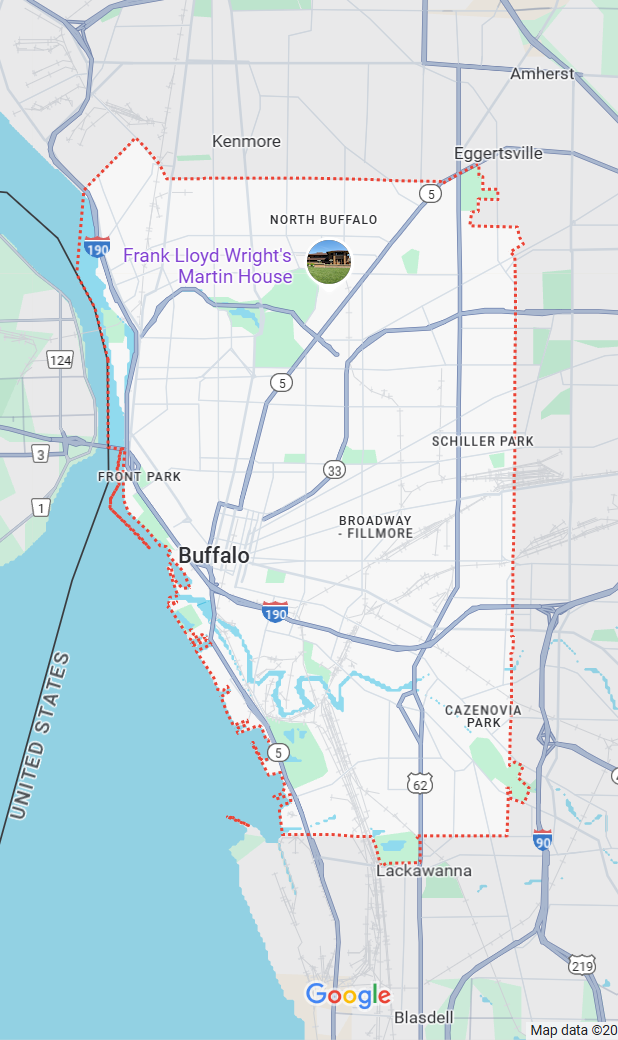 Amherst
Kenmore
Eggertsville
5
NORTH BUFFALO
190
Frank Lloyd Wright's
Martin House
124
5
SCHILLER PARK
3
33
FRONT PARK
1
BROADWAY
- FILLMORE
Buffalo
190
UNITED STATES
CAZENOVIA
PARK
5
62
90
Lackawanna
219
Google
Blasdell
Map data ©20